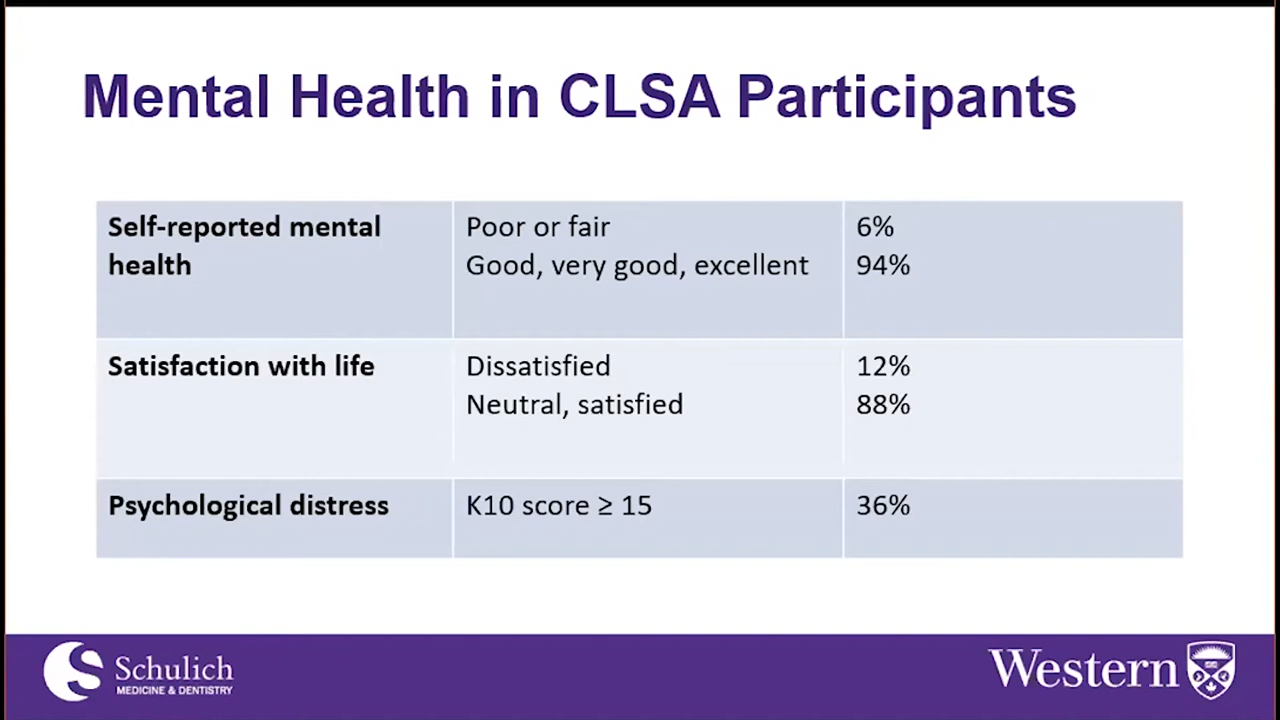 Mental Health in CLSA Participants
Self-reported mental health
Poor or fair 6%
Good, very good, excellent 94%
Satisfaction with life
Dissatisfied 12%
Neutral, satisfied 88%
Psychological distress K10 score ≥ 15 36%
Schulich
MEDICINE & DENTISTRY
Western